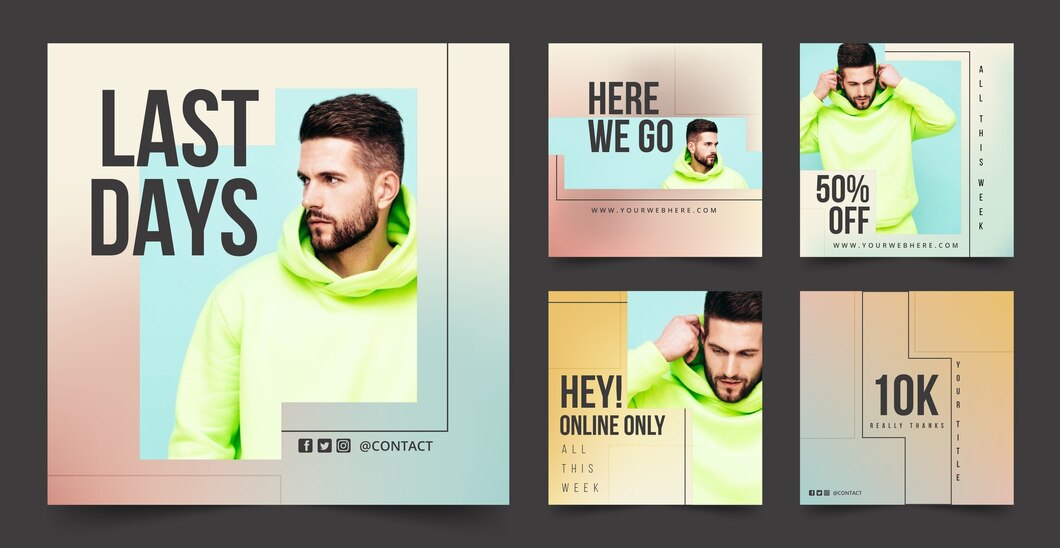 LAST
DAYS
@CONTACT
HERE
WE GO
WWW.YOURWEBHERE.COM
ALL THIS WEEK
50%
OFF
WWW.YOURWEBHERE.COM
HEY!
ONLINE ONLY
ALL
THIS
WEEK
10K
REALLY THANKS
YOUR TITLE
@CONTACT